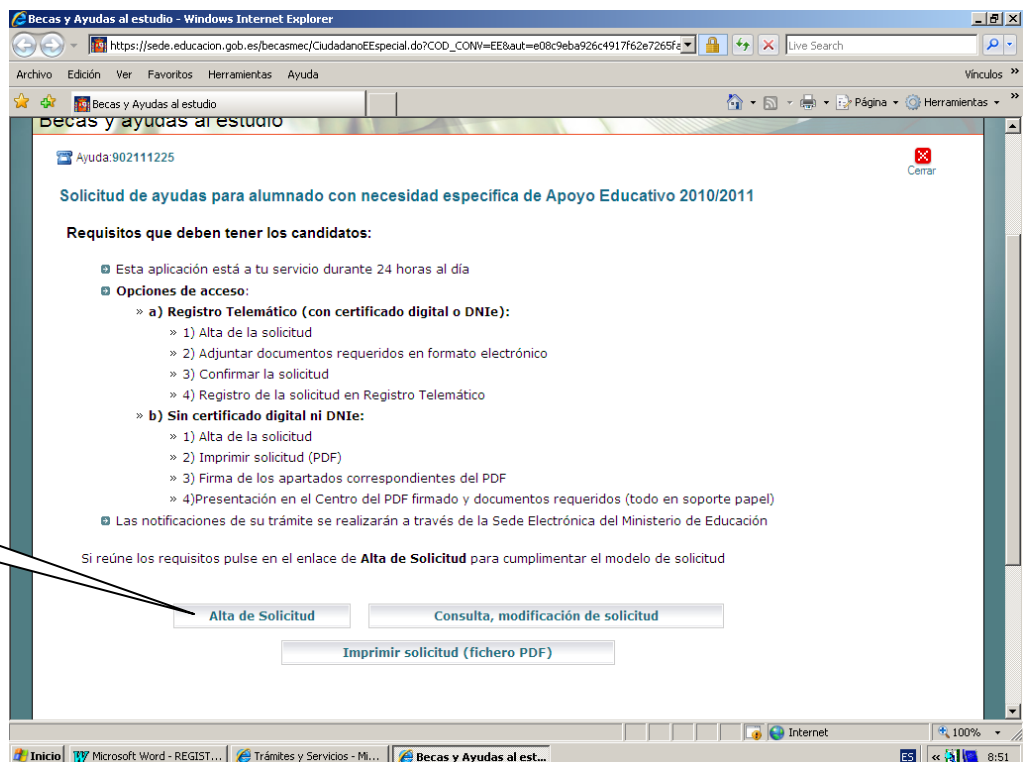 Becas y Ayudas al estudio - Windows Internet Explorer
https://sede.educacion.gob.es/becasmec/CiudadanoEEspecial.do?COD_CONV=EE&aut=e08c9eba926c4917f62e7265fa
Live Search
Archivo Edición Ver Favoritos Herramientas Ayuda Vínculos »
Becas y Ayudas al estudio Página Herramientas »
Becas y ayudas al estudio
Ayuda:902111225
Cerrar
Solicitud de ayudas para alumnado con necesidad específica de Apoyo Educativo 2010/2011
Requisitos que deben tener los candidatos:
Esta aplicación está a tu servicio durante 24 horas al día
Opciones de acceso:
» a) Registro Telemático (con certificado digital o DNIe):
» 1) Alta de la solicitud
» 2) Adjuntar documentos requeridos en formato electrónico
» 3) Confirmar la solicitud
» 4) Registro de la solicitud en Registro Telemático
» b) Sin certificado digital ni DNIe:
» 1) Alta de la solicitud
» 2) Imprimir solicitud (PDF)
» 3) Firma de los apartados correspondientes del PDF
» 4)Presentación en el Centro del PDF firmado y documentos requeridos (todo en soporte papel)
Las notificaciones de su trámite se realizarán a través de la Sede Electrónica del Ministerio de Educación
Si reúne los requisitos pulse en el enlace de Alta de Solicitud para cumplimentar el modelo de solicitud
Alta de Solicitud Consulta, modificación de solicitud
Imprimir solicitud (fichero PDF)
Internet 100%
Inicio Microsoft Word - REGIST... Trámites y Servicios - Mi... Becas y Ayudas al est... ES « 8:51